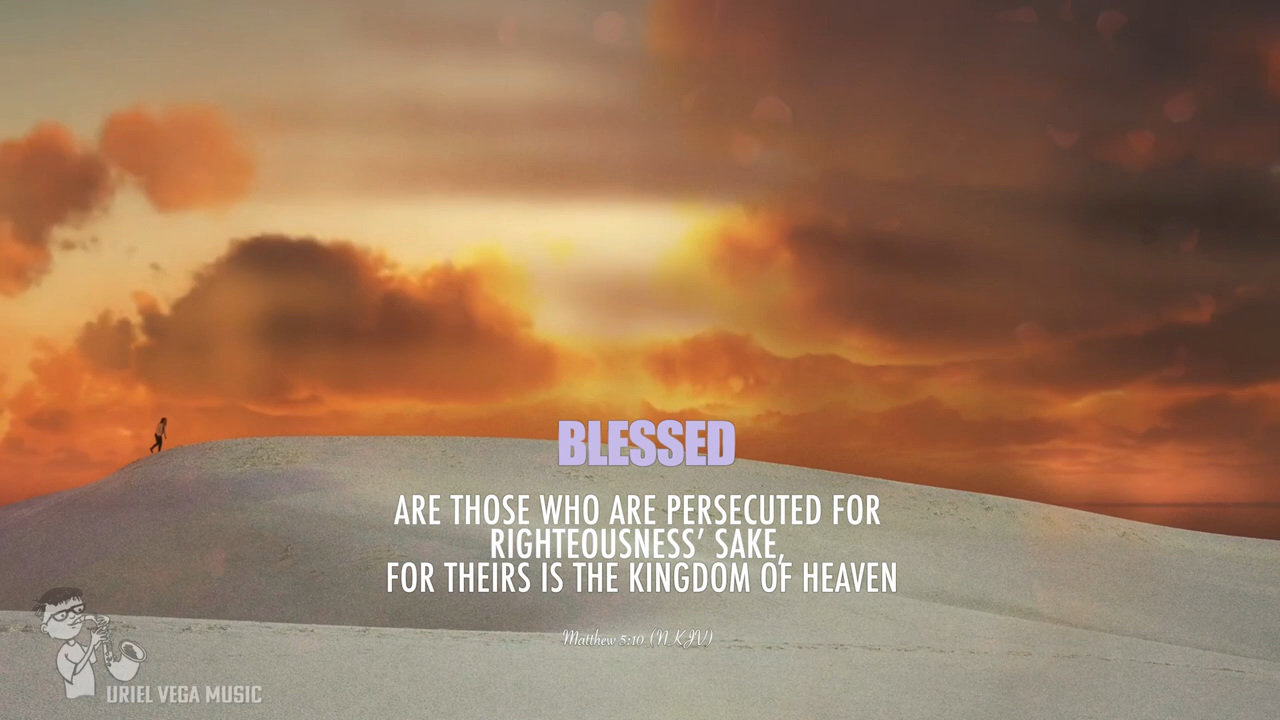 BLESSED
ARE THOSE WHO ARE PERSECUTED FOR
RIGHTEOUSNESS’ SAKE,
FOR THEIRS IS THE KINGDOM OF HEAVEN
Matthew 5:10 (NKJV)
URIEL VEGA MUSIC